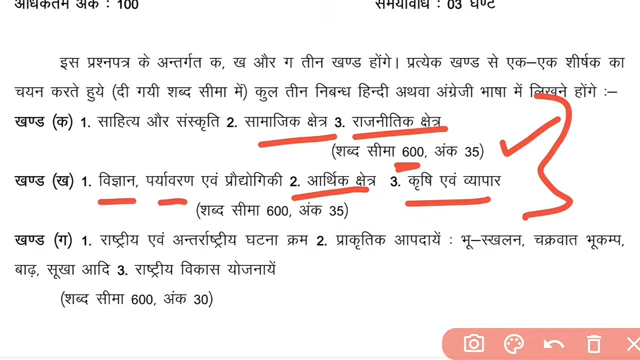 अधिकतम अंक : 100 समयावधि : 03 घण्टे
इस प्रश्नपत्र के अन्तर्गत क, ख और ग तीन खण्ड होंगे। प्रत्येक खण्ड से एक–एक शीर्षक का
चयन करते हुये (दी गयी शब्द सीमा में) कुल तीन निबन्ध हिन्दी अथवा अंग्रेजी भाषा में लिखने होंगे :–
खण्ड (क) 1. साहित्य और संस्कृति 2. सामाजिक क्षेत्र 3. राजनीतिक क्षेत्र
(शब्द सीमा 600, अंक 35)
खण्ड (ख) 1. विज्ञान, पर्यावरण एवं प्रौद्योगिकी 2. आर्थिक क्षेत्र 3. कृषि एवं व्यापार
(शब्द सीमा 600, अंक 35)
खण्ड (ग) 1. राष्ट्रीय एवं अन्तर्राष्ट्रीय घटना क्रम 2. प्राकृतिक आपदायें : भू–स्खलन, चक्रवात भूकम्प,
बाढ़, सूखा आदि 3. राष्ट्रीय विकास योजनायें
(शब्द सीमा 600, अंक 30)